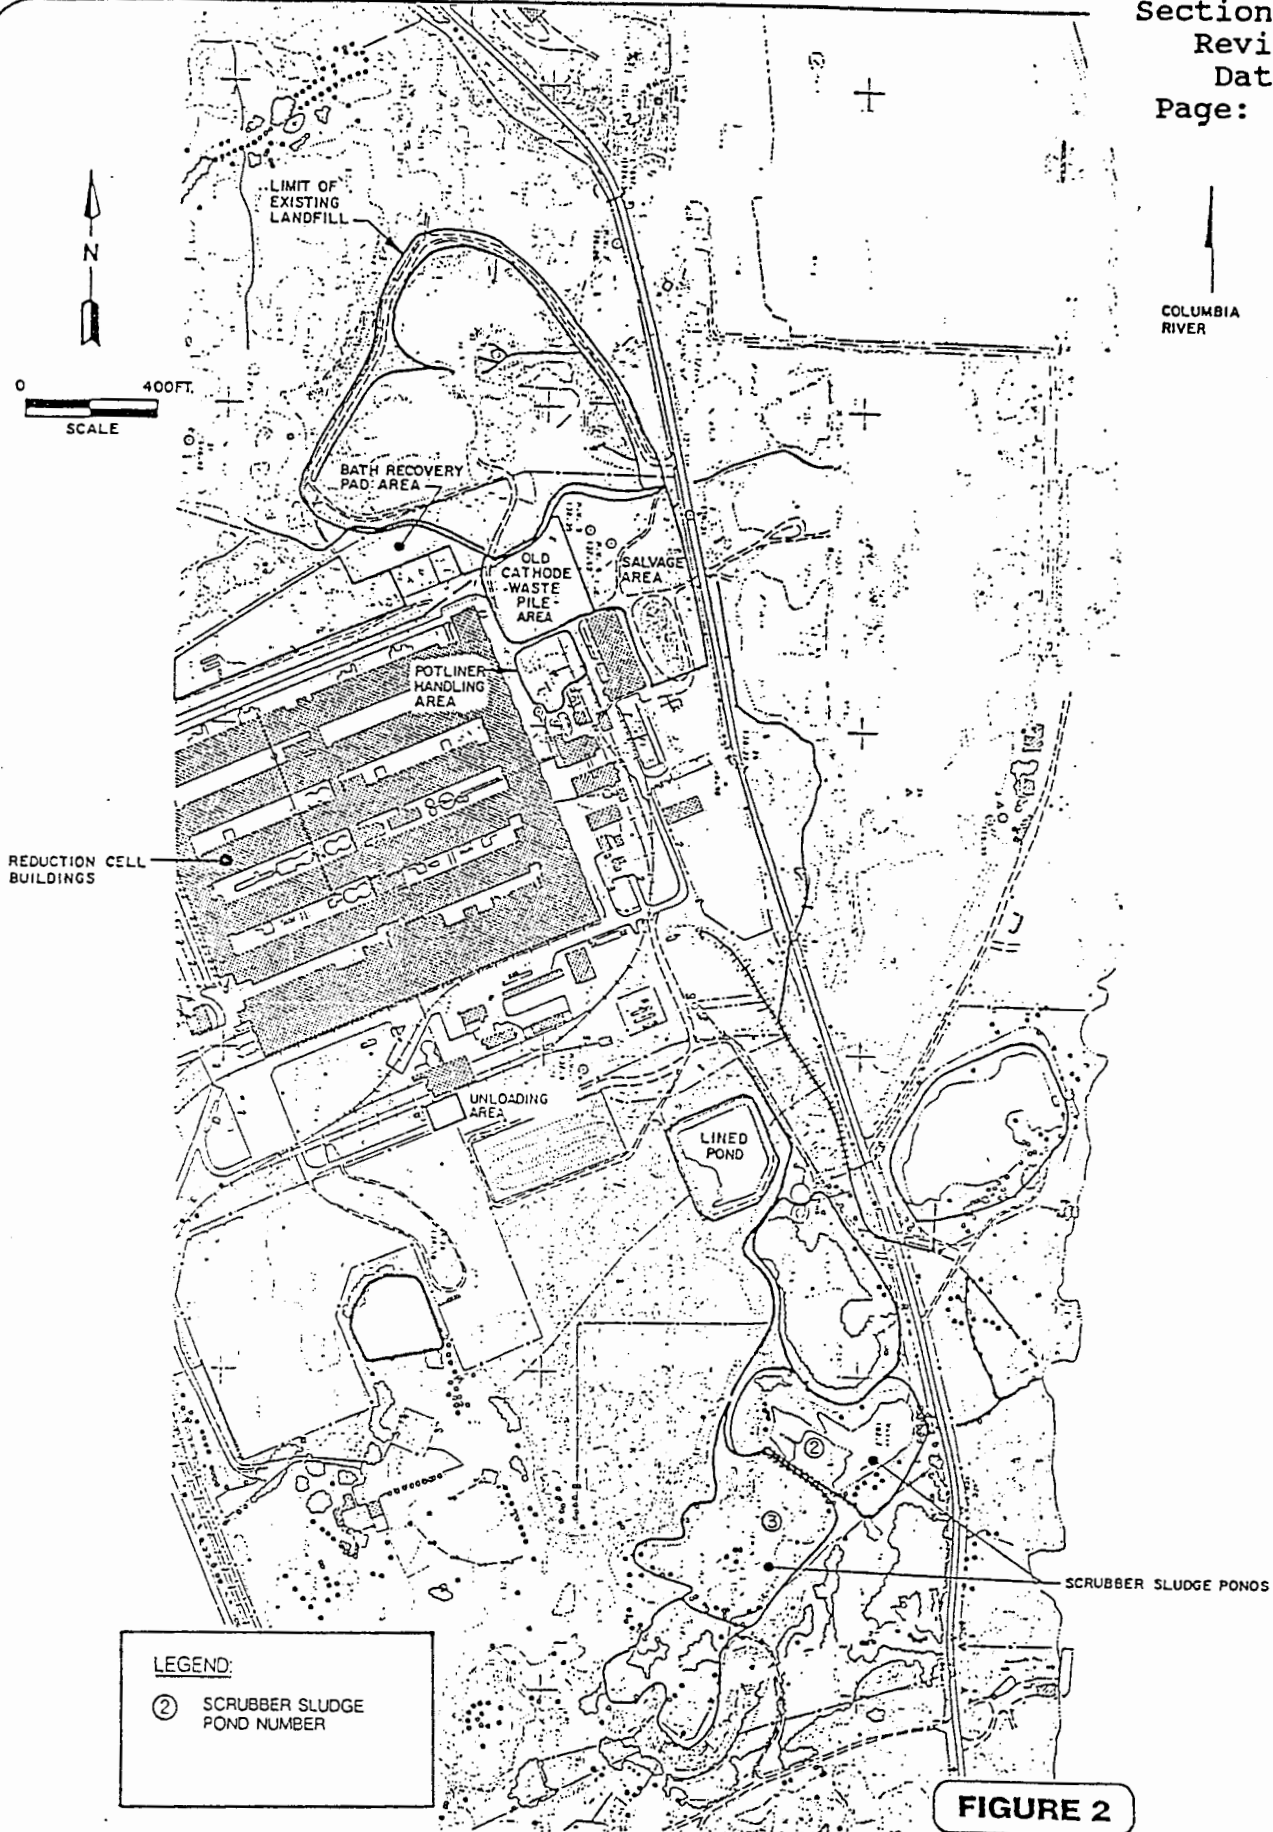 Section
Revi
Dat
Page:
LIMIT OF
EXISTING
LANDFILL
N
COLUMBIA
RIVER
0 400FT.
SCALE
BATH RECOVERY
PAD AREA
OLD
CATHODE
WASTE
PILE
AREA
SALVAGE
AREA
POTLINER
HANDLING
AREA
REDUCTION CELL
BUILDINGS
UNLOADING
AREA
LINED
POND
2
3
SCRUBBER SLUDGE PONDS
LEGEND:
2 SCRUBBER SLUDGE
POND NUMBER
FIGURE 2